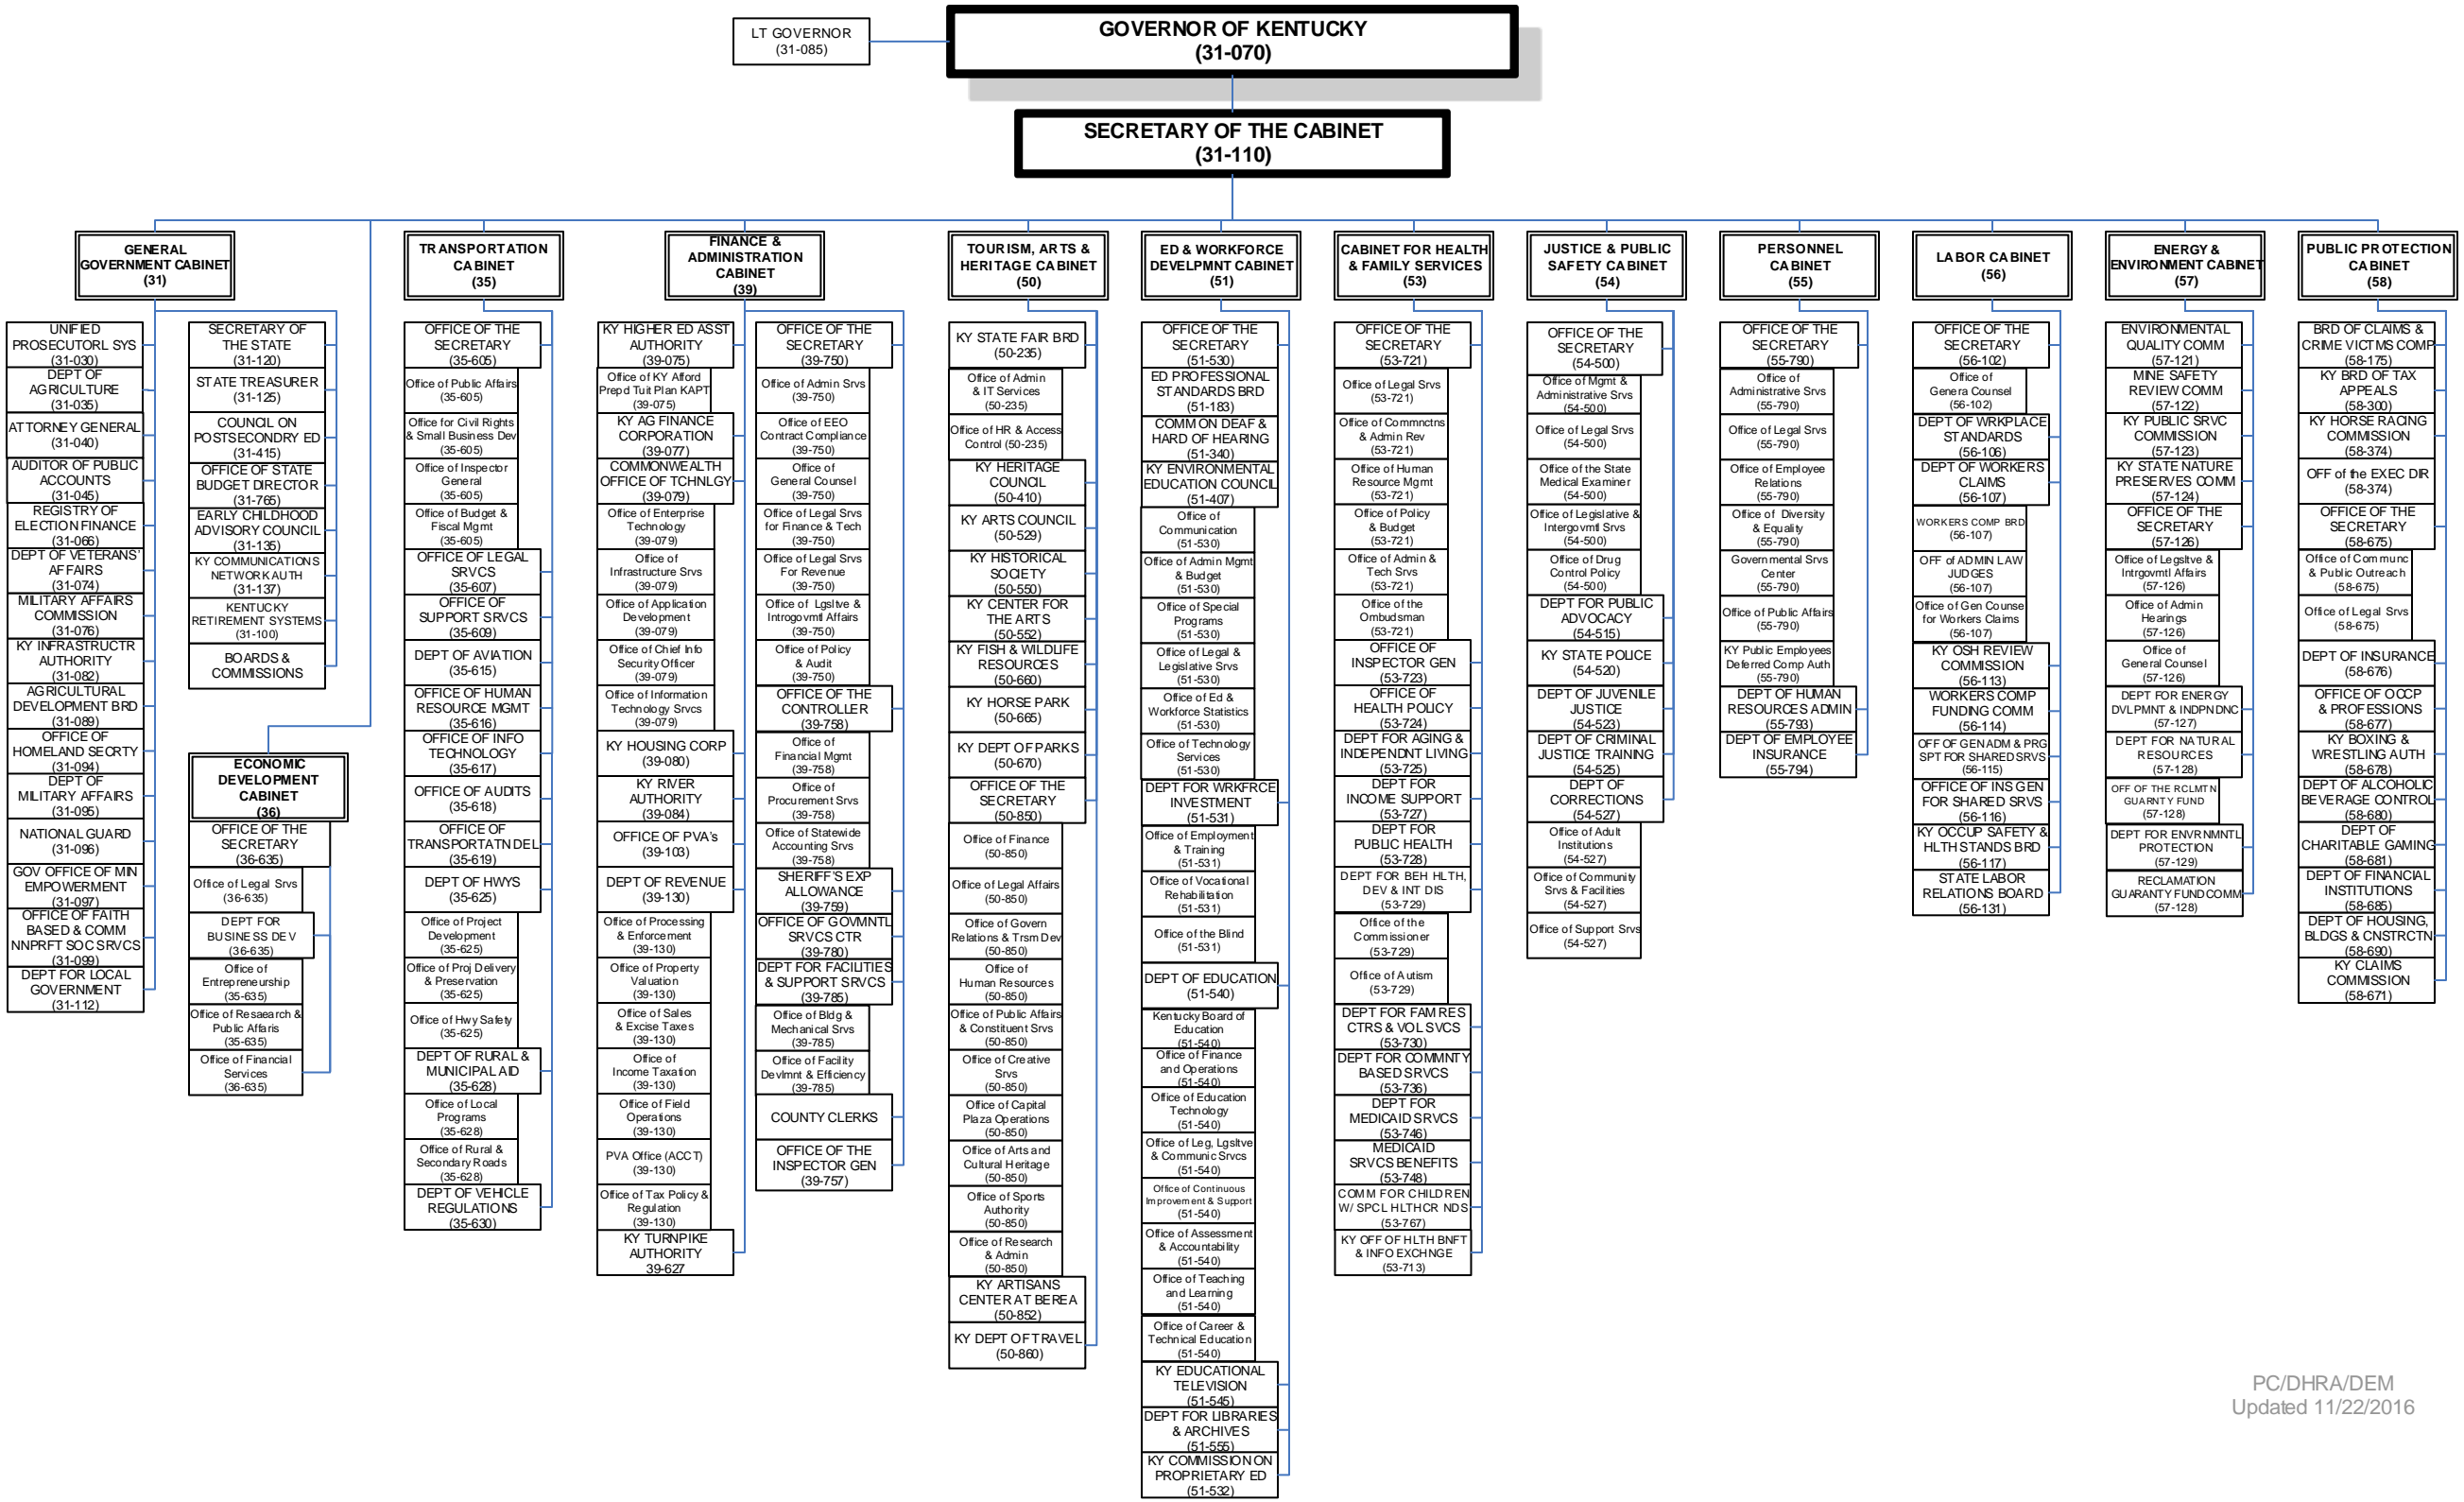 LT GOVERNOR
(31-085)
GOVERNOR OF KENTUCKY
(31-070)
SECRETARY OF THE CABINET
(31-110)
GENERAL
GOVERNMENT CABINET
(31)
UNIFIED
PROSECUTORL SYS
(31-030)
DEPT OF
AGRICULTURE
(31-035)
ATTORNEY GENERAL
(31-040)
AUDITOR OF PUBLIC
ACCOUNTS
(31-045)
REGISTRY OF
ELECTION FINANCE
(31-066)
DEPT OF VETERANS'
AFFAIRS
(31-074)
MILITARY AFFAIRS
COMMISSION
(31-076)
KY INFRASTRUCTR
AUTHORITY
(31-082)
AGRICULTURAL
DEVELOPMENT BRD
(31-089)
OFFICE OF
HOMELAND SECRTY
(31-094)
DEPT OF
MILITARY AFFAIRS
(31-095)
NATIONAL GUARD
(31-096)
GOV OFFICE OF MIN
EMPOWERMENT
(31-097)
OFFICE OF FAITH
BASED & COMM
NNPRFT SOC SRVCS
(31-099)
DEPT FOR LOCAL
GOVERNMENT
(31-112)
SECRETARY OF
THE STATE
(31-120)
STATE TREASURER
(31-125)
COUNCIL ON
POSTSECONDRY ED
(31-415)
OFFICE OF STATE
BUDGET DIRECTOR
(31-765)
EARLY CHILDHOOD
ADVISORY COUNCIL
(31-135)
KY COMMUNICATIONS
NETWORK AUTH
(31-137)
KENTUCKY
RETIREMENT SYSTEMS
(31-100)
BOARDS &
COMMISSIONS
ECONOMIC
DEVELOPMENT
CABINET
(36)
OFFICE OF THE
SECRETARY
(36-635)
Office of Legal Srvs
(36-635)
DEPT FOR
BUSINESS DEV
(36-635)
Office of
Entrepreneurship
(35-635)
Office of Resaearch &
Public Affaris
(35-635)
Office of Financial
Services
(36-635)
TRANSPORTATION
CABINET
(35)
OFFICE OF THE
SECRETARY
(35-605)
Office of Public Affairs
(35-605)
Office for Civil Rights
& Small Business Dev
(35-605)
Office of Inspector
General
(35-605)
Office of Budget &
Fiscal Mgmt
(35-605)
OFFICE OF LEGAL
SRVCS
(35-607)
OFFICE OF
SUPPORT SRVCS
(35-609)
DEPT OF AVIATION
(35-615)
OFFICE OF HUMAN
RESOURCE MGMT
(35-616)
OFFICE OF INFO
TECHNOLOGY
(35-617)
OFFICE OF AUDITS
(35-618)
OFFICE OF
TRANSPORTATN DEL
(35-619)
DEPT OF HWYS
(35-625)
Office of Project
Development
(35-625)
Office of Proj Delivery
& Preservation
(35-625)
Office of Hwy Safety
(35-625)
DEPT OF RURAL &
MUNICIPAL AID
(35-628)
Office of Local
Programs
(35-628)
Office of Rural &
Secondary Roads
(35-628)
DEPT OF VEHICLE
REGULATIONS
(35-630)
FINANCE &
ADMINISTRATION
CABINET
(39)
KY HIGHER ED ASST
AUTHORITY
(39-075)
Office of KY Afford
Prepd Tuit Plan KAPT
(39-075)
KY AG FINANCE
CORPORATION
(39-077)
COMMONWEALTH
OFFICE OF TCHNLGY
(39-079)
Office of Enterprise
Technology
(39-079)
Office of
Infrastructure Srvs
(39-079)
Office of Application
Development
(39-079)
Office of Chief Info
Security Officer
(39-079)
Office of Information
Technology Srvcs
(39-079)
KY HOUSING CORP
(39-080)
KY RIVER
AUTHORITY
(39-084)
OFFICE OF PVA's
(39-103)
DEPT OF REVENUE
(39-130)
Office of Processing
& Enforcement
(39-130)
Office of Property
Valuation
(39-130)
Office of Sales
& Excise Taxes
(39-130)
Office of
Income Taxation
(39-130)
Office of Field
Operations
(39-130)
PVA Office (ACCT)
(39-130)
Office of Tax Policy &
Regulation
(39-130)
KY TURNPIKE
AUTHORITY
39-627
OFFICE OF THE
SECRETARY
(39-750)
Office of Admin Srvs
(39-750)
Office of EEO
Contract Compliance
(39-750)
Office of
General Counsel
(39-750)
Office of Legal Srvs
for Finance & Tech
(39-750)
Office of Legal Srvs
For Revenue
(39-750)
Office of Lgsltve &
Introgovmtl Affairs
(39-750)
Office of Policy
& Audit
(39-750)
OFFICE OF THE
CONTROLLER
(39-758)
Office of
Financial Mgmt
(39-758)
Office of
Procurement Srvs
(39-758)
Office of Statewide
Accounting Srvs
(39-758)
SHERIFF'S EXP
ALLOWANCE
(39-759)
OFFICE OF GOVMNTL
SRVCS CTR
(39-780)
DEPT FOR FACILITIES
& SUPPORT SRVCS
(39-785)
Office of Bldg &
Mechanical Srvs
(39-785)
Office of Facility
Devlmnt & Efficiency
(39-785)
COUNTY CLERKS
OFFICE OF THE
INSPECTOR GEN
(39-757)
TOURISM, ARTS &
HERITAGE CABINET
(50)
KY STATE FAIR BRD
(50-235)
Office of Admin
& IT Services
(50-235)
Office of HR & Access
Control (50-235)
KY HERITAGE
COUNCIL
(50-410)
KY ARTS COUNCIL
(50-529)
KY HISTORICAL
SOCIETY
(50-550)
KY CENTER FOR
THE ARTS
(50-552)
KY FISH & WILDLIFE
RESOURCES
(50-660)
KY HORSE PARK
(50-665)
KY DEPT OF PARKS
(50-670)
OFFICE OF THE
SECRETARY
(50-850)
Office of Finance
(50-850)
Office of Legal Affairs
(50-850)
Office of Govern
Relations & Trsm Dev
(50-850)
Office of
Human Resources
(50-850)
Office of Public Affairs
& Constituent Srvs
(50-850)
Office of Creative
Srvs
(50-850)
Office of Capital
Plaza Operations
(50-850)
Office of Arts and
Cultural Heritage
(50-850)
Office of Sports
Authority
(50-850)
Office of Research
& Admin
(50-850)
KY ARTISANS
CENTER AT BEREA
(50-852)
KY DEPT OF TRAVEL
(50-860)
ED & WORKFORCE
DEVELPMNT CABINET
(51)
OFFICE OF THE
SECRETARY
(51-530)
ED PROFESSIONAL
STANDARDS BRD
(51-183)
COMM ON DEAF &
HARD OF HEARING
(51-340)
KY ENVIRONMENTAL
EDUCATION COUNCIL
(51-407)
Office of
Communication
(51-530)
Office of Admin Mgmt
& Budget
(51-530)
Office of Special
Programs
(51-530)
Office of Legal &
Legislative Srvs
(51-530)
Office of Ed &
Workforce Statistics
(51-530)
Office of Technology
Services
(51-530)
DEPT FOR WRKFRCE
INVESTMENT
(51-531)
Office of Employment
& Training
(51-531)
Office of Vocational
Rehabilitation
(51-531)
Office of the Blind
(51-531)
DEPT OF EDUCATION
(51-540)
Kentucky Board of
Education
(51-540)
Office of Finance
and Operations
(51-540)
Office of Education
Technology
(51-540)
Office of Leg, Lgsltve
& Communic Srvcs
(51-540)
Office of Continuous
Improvement & Support
(51-540)
Office of Assessment
& Accountability
(51-540)
Office of Teaching
and Learning
(51-540)
Office of Career &
Technical Education
(51-540)
KY EDUCATIONAL
TELEVISION
(51-545)
DEPT FOR LIBRARIES
& ARCHIVES
(51-555)
KY COMMISSION ON
PROPRIETARY ED
(51-532)
CABINET FOR HEALTH
& FAMILY SERVICES
(53)
OFFICE OF THE
SECRETARY
(53-721)
Office of Legal Srvs
(53-721)
Office of Commnctns
& Admin Rev
(53-721)
Office of Human
Resource Mgmt
(53-721)
Office of Policy
& Budget
(53-721)
Office of Admin &
Tech Srvs
(53-721)
Office of the
Ombudsman
(53-721)
OFFICE OF
INSPECTOR GEN
(53-723)
OFFICE OF
HEALTH POLICY
(53-724)
DEPT FOR AGING &
INDEPENDNT LIVING
(53-725)
DEPT FOR
INCOME SUPPORT
(53-727)
DEPT FOR
PUBLIC HEALTH
(53-728)
DEPT FOR BEH HLTH,
DEV & INT DIS
(53-729)
Office of the
Commissioner
(53-729)
Office of Autism
(53-729)
DEPT FOR FAM RES
CTRS & VOL SVCS
(53-730)
DEPT FOR COMMNTY
BASED SRVCS
(53-736)
DEPT FOR
MEDICAID SRVCS
(53-746)
MEDICAID
SRVCS BENEFITS
(53-748)
COMM FOR CHILDREN
W/ SPCL HLTHCR NDS
(53-767)
KY OFF OF HLTH BNFT
& INFO EXCHNGE
(53-713)
JUSTICE & PUBLIC
SAFETY CABINET
(54)
OFFICE OF THE
SECRETARY
(54-500)
Office of Mgmt &
Administrative Srvs
(54-500)
Office of Legal Srvs
(54-500)
Office of the State
Medical Examiner
(54-500)
Office of Legislative &
Intergovmtl Srvs
(54-500)
Office of Drug
Control Policy
(54-500)
DEPT FOR PUBLIC
ADVOCACY
(54-515)
KY STATE POLICE
(54-520)
DEPT OF JUVENILE
JUSTICE
(54-523)
DEPT OF CRIMINAL
JUSTICE TRAINING
(54-525)
DEPT OF
CORRECTIONS
(54-527)
Office of Adult
Institutions
(54-527)
Office of Community
Srvs & Facilities
(54-527)
Office of Support Srvs
(54-527)
PERSONNEL
CABINET
(55)
OFFICE OF THE
SECRETARY
(55-790)
Office of
Administrative Srvs
(55-790)
Office of Legal Srvs
(55-790)
Office of Employee
Relations
(55-790)
Office of Diversity
& Equality
(55-790)
Governmental Srvs
Center
(55-790)
Office of Public Affairs
(55-790)
KY Public Employees
Deferred Comp Auth
(55-790)
DEPT OF HUMAN
RESOURCES ADMIN
(55-793)
DEPT OF EMPLOYEE
INSURANCE
(55-794)
LABOR CABINET
(56)
OFFICE OF THE
SECRETARY
(56-102)
Office of
Genera Counsel
(56-102)
DEPT OF WRKPLACE
STANDARDS
(56-106)
DEPT OF WORKERS
CLAIMS
(56-107)
WORKERS COMP BRD
(56-107)
OFF of ADMIN LAW
JUDGES
(56-107)
Office of Gen Counse
for Workers Claims
(56-107)
KY OSH REVIEW
COMMISSION
(56-113)
WORKERS COMP
FUNDING COMM
(56-114)
OFF OF GEN ADM & PRG
SPT FOR SHARED SRVS
(56-115)
OFFICE OF INS GEN
FOR SHARED SRVS
(56-116)
KY OCCUP SAFETY &
HLTH STANDS BRD
(56-117)
STATE LABOR
RELATIONS BOARD
(56-131)
ENERGY &
ENVIRONMENT CABINET
(57)
ENVIRONMENTAL
QUALITY COMM
(57-121)
MINE SAFETY
REVIEW COMM
(57-122)
KY PUBLIC SRVC
COMMISSION
(57-123)
KY STATE NATURE
PRESERVES COMM
(57-124)
OFFICE OF THE
SECRETARY
(57-126)
Office of Legsltve &
Intrgovmtl Affairs
(57-126)
Office of Admin
Hearings
(57-126)
Office of
General Counsel
(57-126)
DEPT FOR ENERGY
DVLPMNT & INDPNDNC
(57-127)
DEPT FOR NATURAL
RESOURCES
(57-128)
OFF OF THE RCLMTN
GUARNTY FUND
(57-128)
DEPT FOR ENVRNMNTL
PROTECTION
(57-129)
RECLAMATION
GUARANTY FUND COMM
(57-128)
PUBLIC PROTECTION
CABINET
(58)
BRD OF CLAIMS &
CRIME VICTMS COMP
(58-175)
KY BRD OF TAX
APPEALS
(58-300)
KY HORSE RACING
COMMISSION
(58-374)
OFF of the EXEC DIR
(58-374)
OFFICE OF THE
SECRETARY
(58-675)
Office of Communc
& Public Outreach
(58-675)
Office of Legal Srvs
(58-675)
DEPT OF INSURANCE
(58-676)
OFFICE OF OCCP
& PROFESSIONS
(58-677)
KY BOXING &
WRESTLING AUTH
(58-678)
DEPT OF ALCOHOLIC
BEVERAGE CONTROL
(58-680)
DEPT OF
CHARITABLE GAMING
(58-681)
DEPT OF FINANCIAL
INSTITUTIONS
(58-685)
DEPT OF HOUSING,
BLDGS & CNSTRCTN
(58-690)
KY CLAIMS
COMMISSION
(58-671)
PC/DHRA/DEM
Updated 11/22/2016